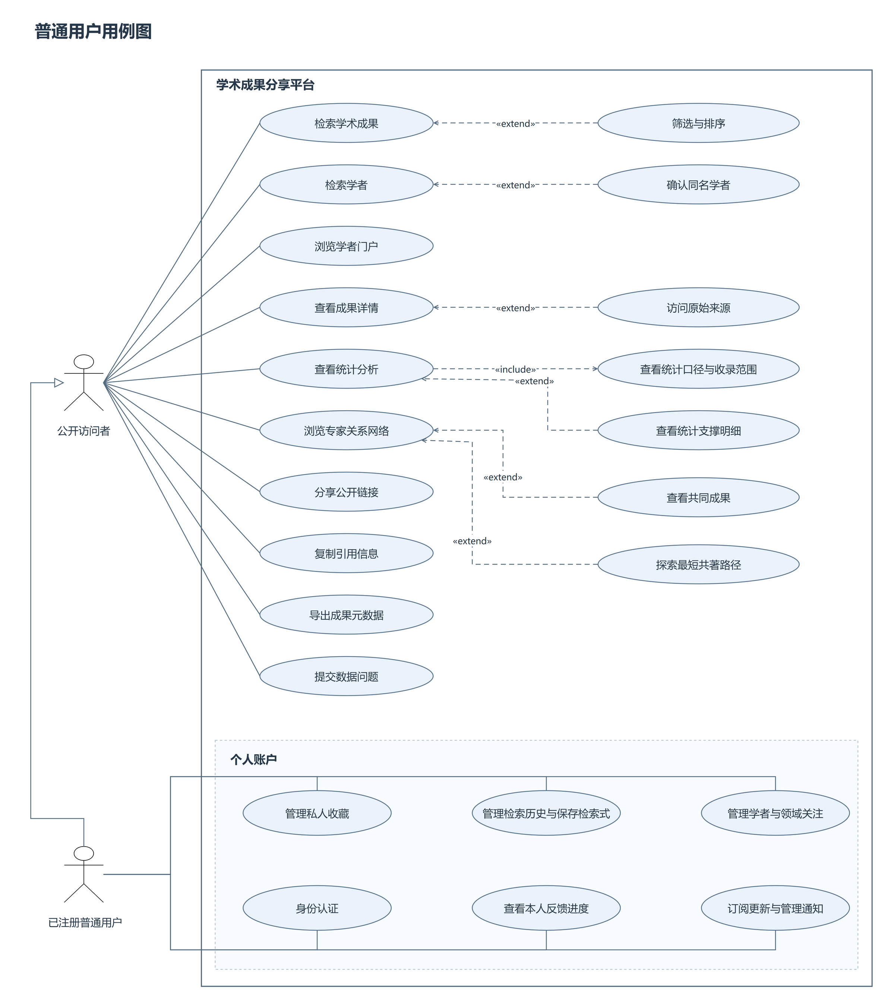 普通用户用例图
学术成果分享平台
检索学术成果
«extend»
筛选与排序
检索学者
«extend»
确认同名学者
浏览学者门户
查看成果详情
«extend»
访问原始来源
查看统计分析
«include»
查看统计口径与收录范围
«extend»
公开访问者
浏览专家关系网络
查看统计支撑明细
«extend»
分享公开链接
查看共同成果
«extend»
复制引用信息
探索最短共著路径
导出成果元数据
提交数据问题
个人账户
管理私人收藏
管理检索历史与保存检索式
管理学者与领域关注
已注册普通用户
身份认证
查看本人反馈进度
订阅更新与管理通知